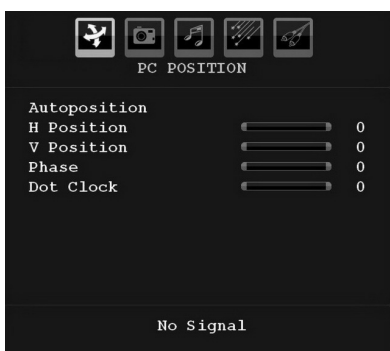 PC POSITION
Autoposition
H Position 0
V Position 0
Phase 0
Dot Clock 0
No Signal